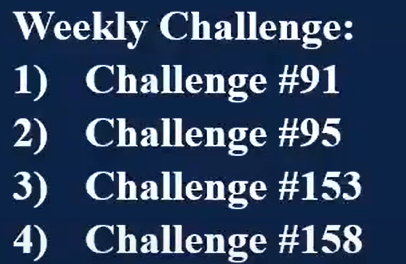 Weekly Challenge:
1) Challenge #91
2) Challenge #95
3) Challenge #153
4) Challenge #158